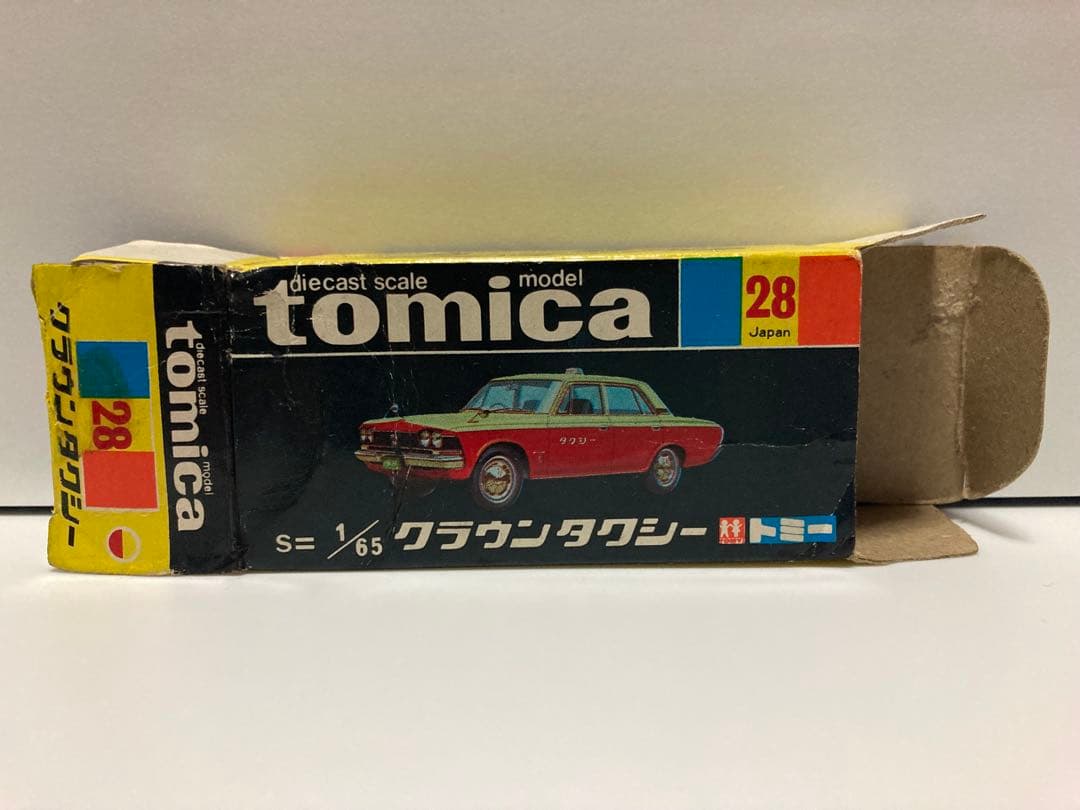 diecast scale model
tomica
28
Japan
タクシー
S= 1/65 クラウンタクシー
TOMY
トミー
クラウンタクシー
28
diecast scale model
tomica